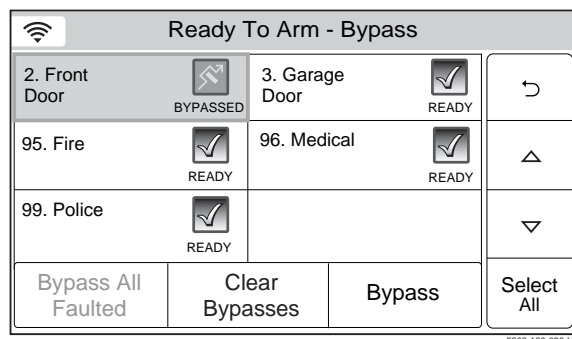 Ready To Arm - Bypass
2. Front
Door
BYPASSED
3. Garage
Door
READY
95. Fire
READY
96. Medical
READY
99. Police
READY
Bypass All
Faulted
Clear
Bypasses
Bypass
Select
All